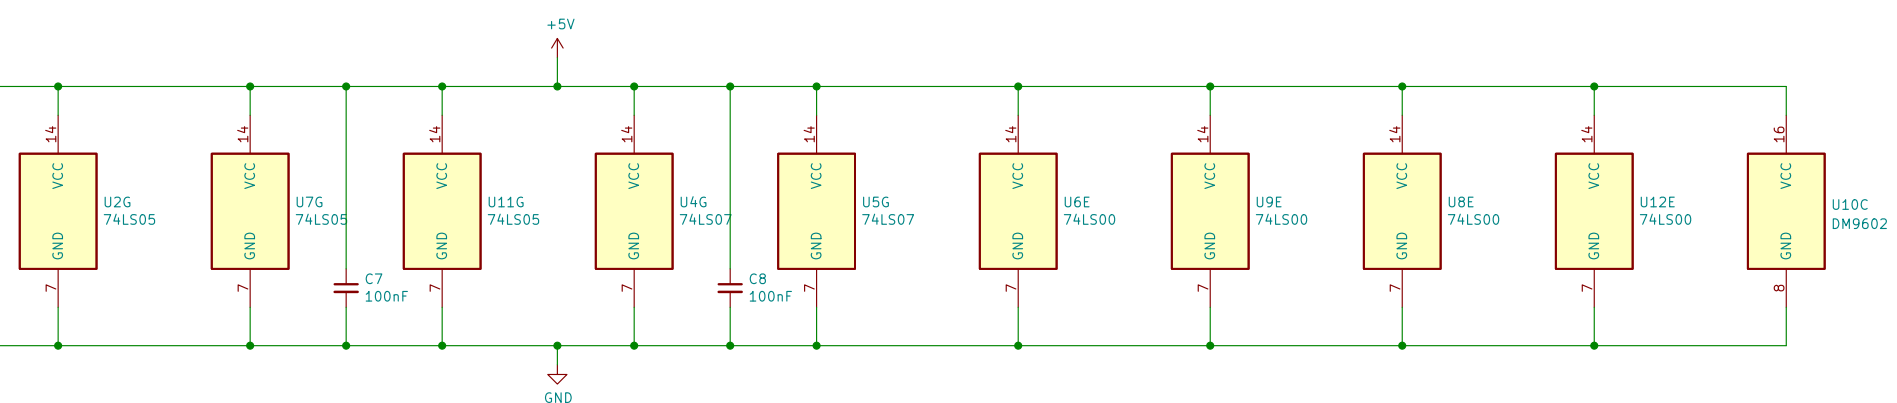 +5V
14
14
14
14
14
14
14
14
14
16
VCC
VCC
VCC
VCC
VCC
VCC
VCC
VCC
VCC
VCC
U2G
74LS05
U7G
74LS05
U11G
74LS05
U4G
74LS07
U5G
74LS07
U6E
74LS00
U9E
74LS00
U8E
74LS00
U12E
74LS00
U10C
DM9602
GND
GND
GND
GND
GND
GND
GND
GND
GND
GND
C7
100nF
C8
100nF
7
7
7
7
7
7
7
7
7
8
GND